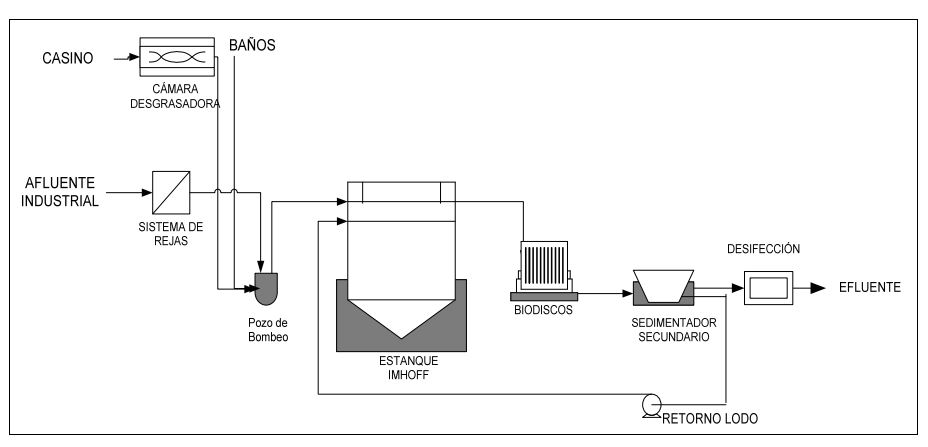 CASINO
BAÑOS
CÁMARA
DESGRASADORA
AFLUENTE
INDUSTRIAL
SISTEMA DE
REJAS
Pozo de
Bombeo
ESTANQUE
IMHOFF
BIODISCOS
SEDIMENTADOR
SECUNDARIO
DESIFECCIÓN
EFLUENTE
RETORNO LODO